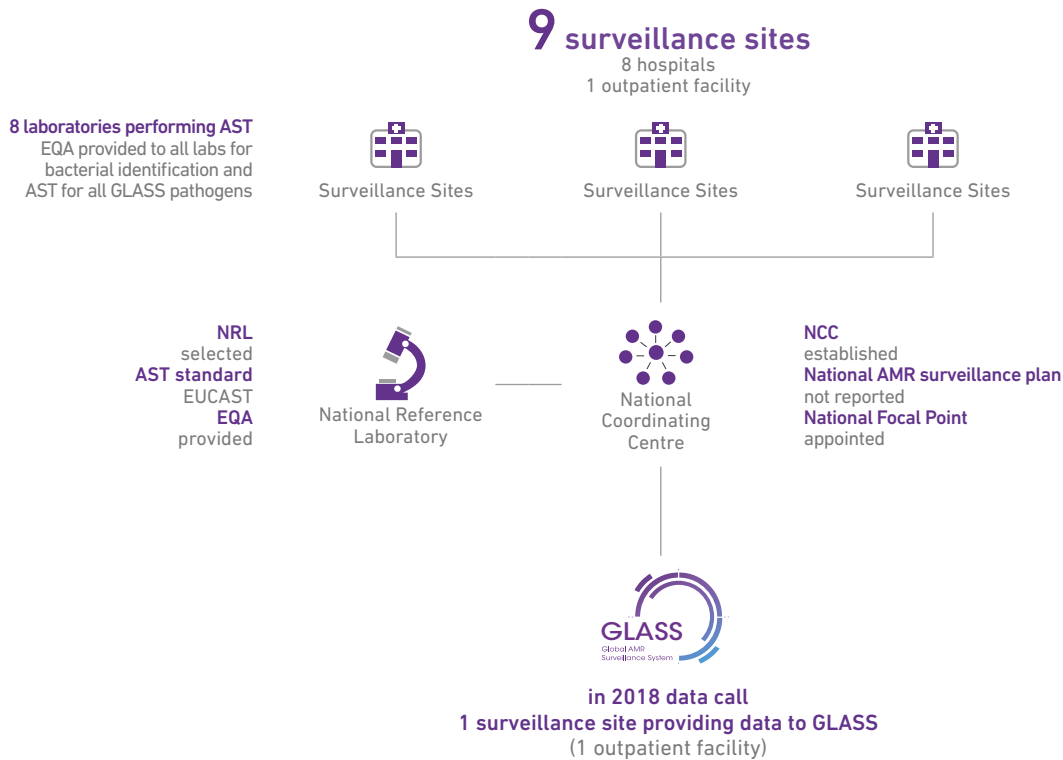 9 surveillance sites
8 hospitals
1 outpatient facility
8 laboratories performing AST
EQA provided to all labs for
bacterial identification and
AST for all GLASS pathogens
Surveillance Sites
Surveillance Sites
Surveillance Sites
NRL
selected
AST standard
EUCAST
EQA
provided
National Reference
Laboratory
National
Coordinating
Centre
NCC
established
National AMR surveillance plan
not reported
National Focal Point
appointed
GLASS
Global AMR
Surveillance System
in 2018 data call
1 surveillance site providing data to GLASS
(1 outpatient facility)